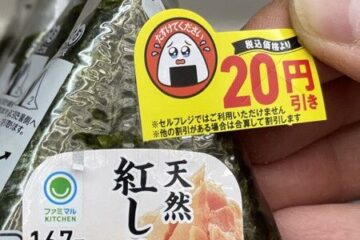 たすけてください
税込価格より
20円
引き
※セルフレジではご利用いただけません
※他の割引がある場合は合算して割引します
天然
紅し
ファミマル
KITCHEN
167